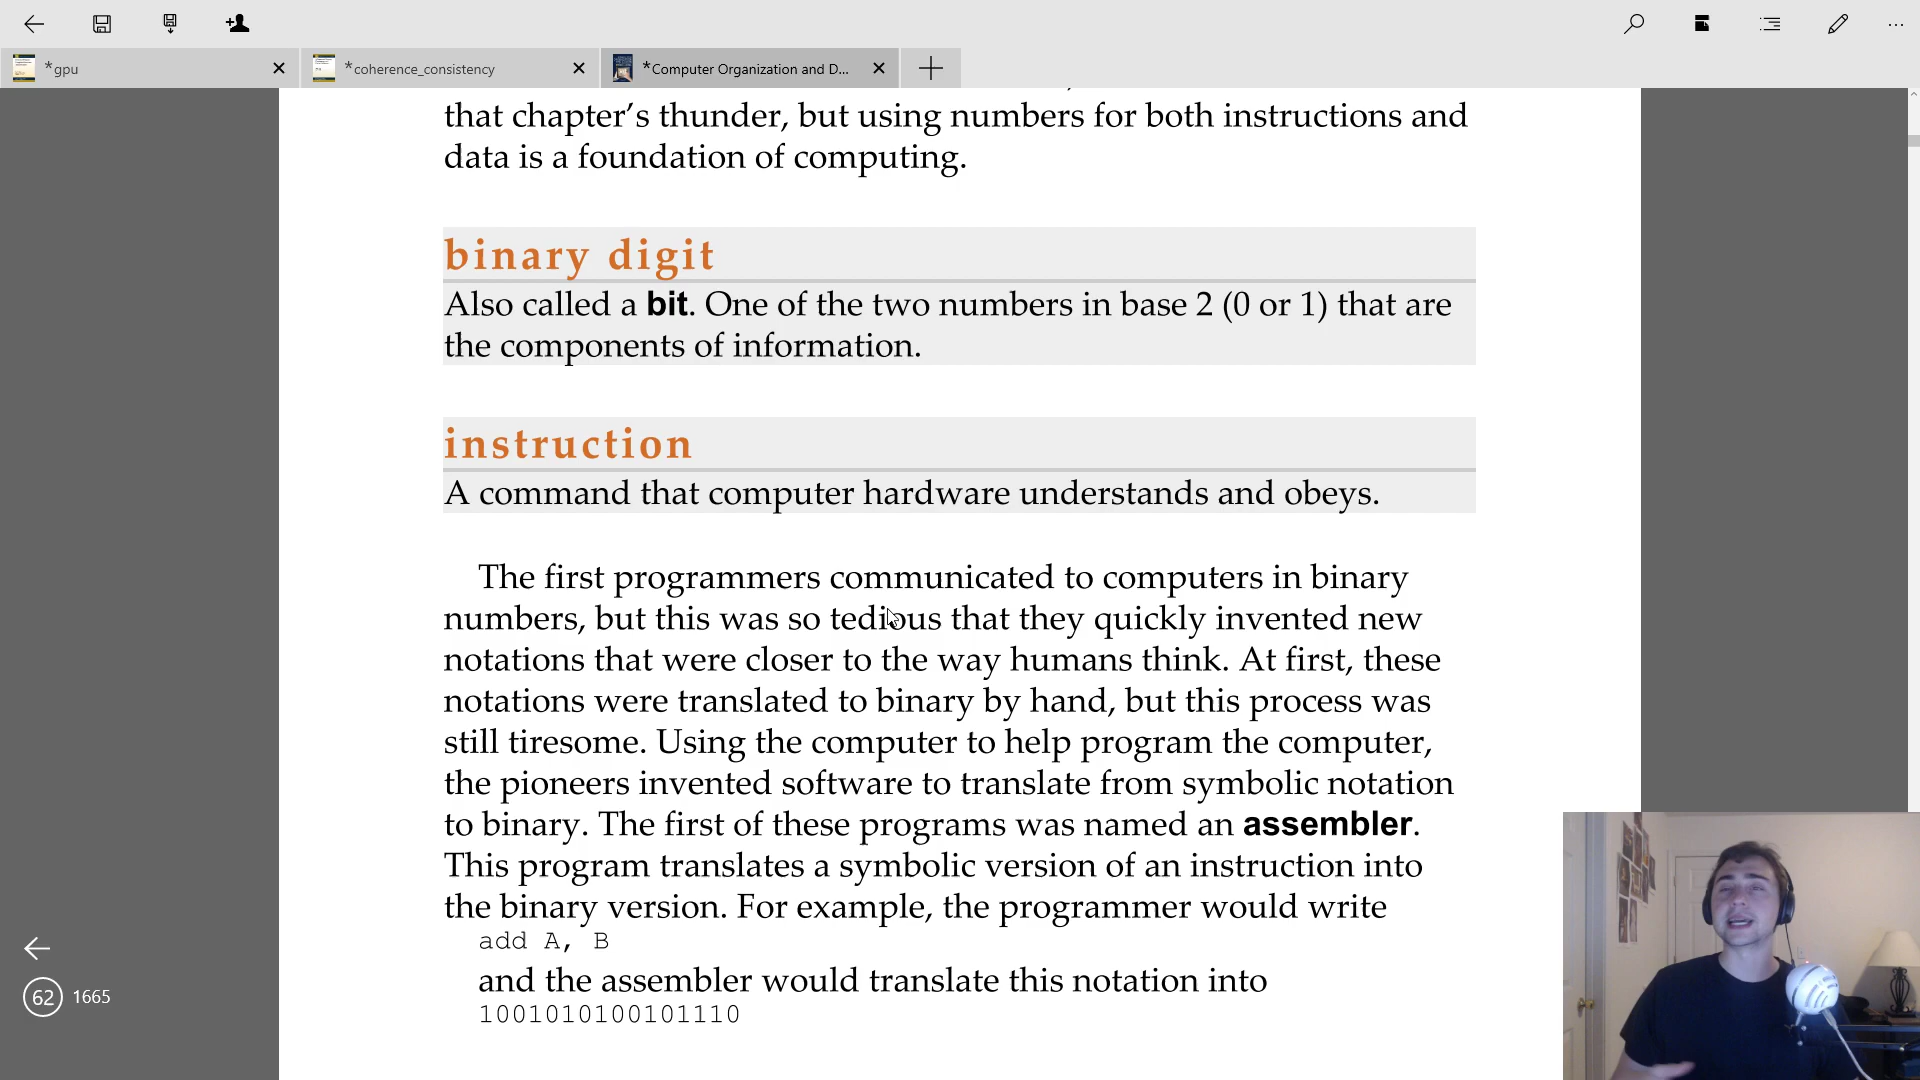 *gpu
*coherence_consistency
*Computer Organization and D...
that chapter’s thunder, but using numbers for both instructions and
data is a foundation of computing.
binary digit
Also called a bit. One of the two numbers in base 2 (0 or 1) that are
the components of information.
instruction
A command that computer hardware understands and obeys.
The first programmers communicated to computers in binary
numbers, but this was so tedious that they quickly invented new
notations that were closer to the way humans think. At first, these
notations were translated to binary by hand, but this process was
still tiresome. Using the computer to help program the computer,
the pioneers invented software to translate from symbolic notation
to binary. The first of these programs was named an assembler.
This program translates a symbolic version of an instruction into
the binary version. For example, the programmer would write
add A, B
and the assembler would translate this notation into
1001010100101110
62 1665